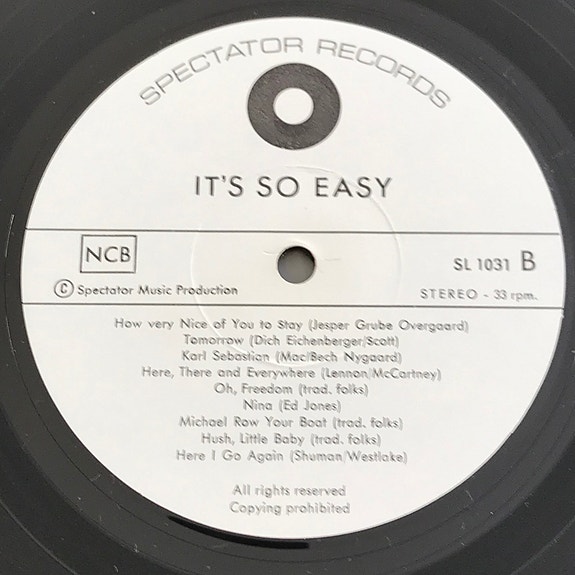 SPECTATOR RECORDS
IT'S SO EASY
NCB
SL 1031 B
© Spectator Music Production
STEREO - 33 rpm.
How very Nice of You to Stay (Jesper Grube Overgaard)
Tomorrow (Dich Eichenberger/Scott)
Karl Sebastian (Mac/Bech Nygaard)
Here, There and Everywhere (Lennon/McCartney)
Oh, Freedom (trad. folks)
Nina (Ed Jones)
Michael Row Your Boat (trad. folks)
Hush, Little Baby (trad. folks)
Here I Go Again (Shuman/Westlake)
All rights reserved
Copying prohibited